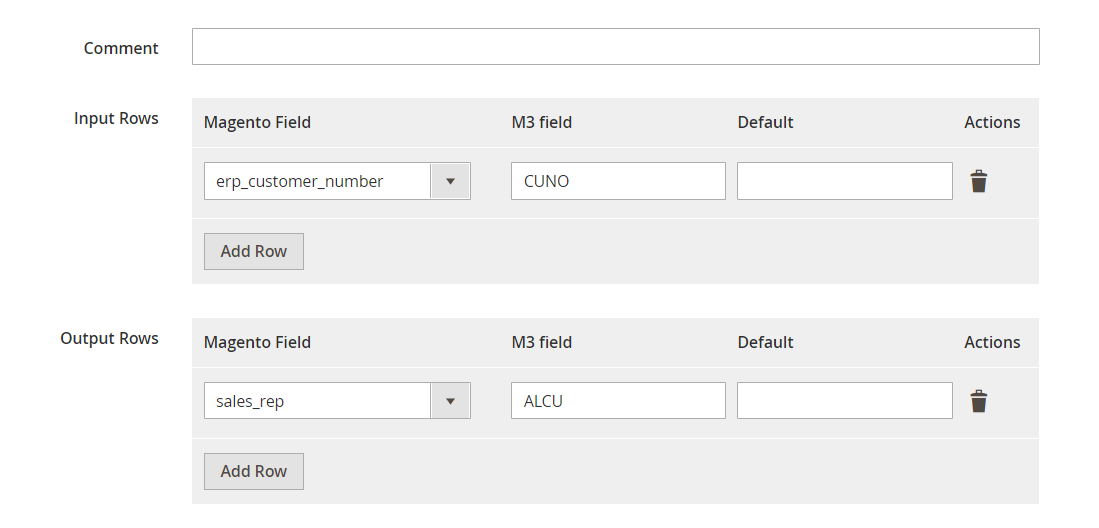 Comment
Input Rows
Magento Field M3 field Default Actions
erp_customer_number CUNO
Add Row
Output Rows
Magento Field M3 field Default Actions
sales_rep ALCU
Add Row